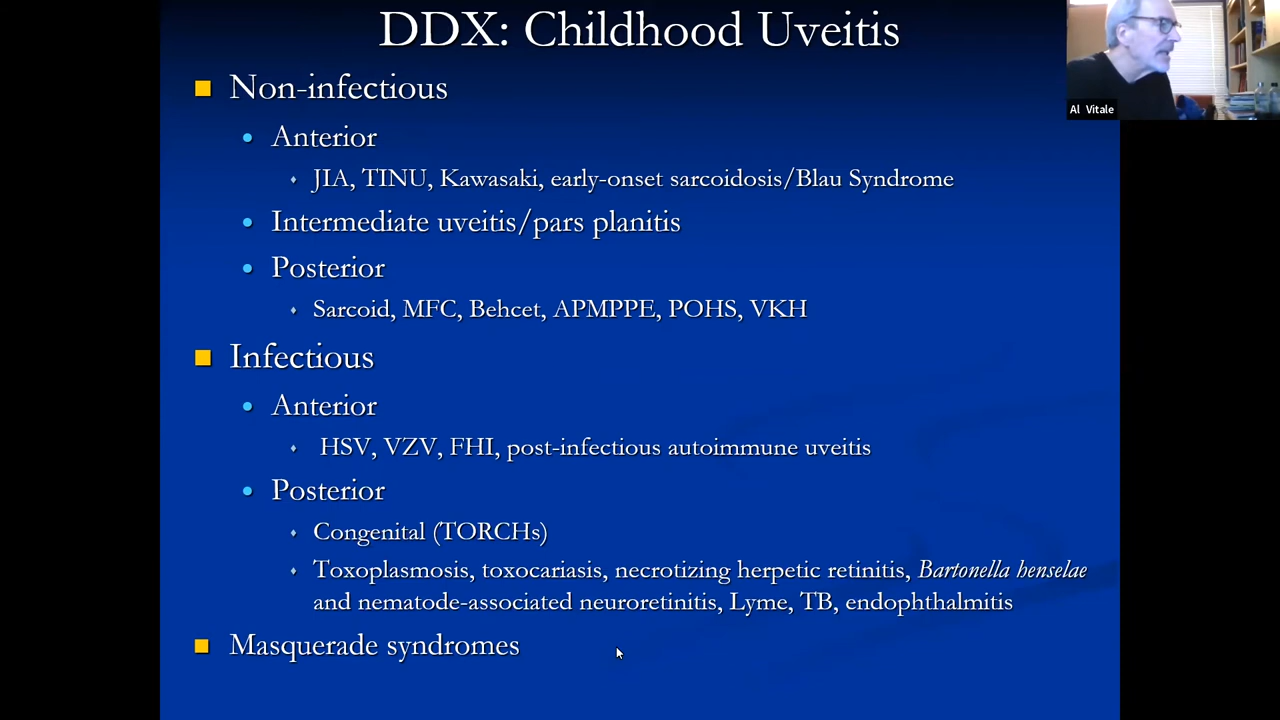 DDX: Childhood Uveitis
Al Vitale
Non-infectious
Anterior
JIA, TINU, Kawasaki, early-onset sarcoidosis/Blau Syndrome
Intermediate uveitis/pars planitis
Posterior
Sarcoid, MFC, Behcet, APMPPE, POHS, VKH
Infectious
Anterior
HSV, VZV, FHI, post-infectious autoimmune uveitis
Posterior
Congenital (TORCHs)
Toxoplasmosis, toxocariasis, necrotizing herpetic retinitis, Bartonella henselae
and nematode-associated neuroretinitis, Lyme, TB, endophthalmitis
Masquerade syndromes